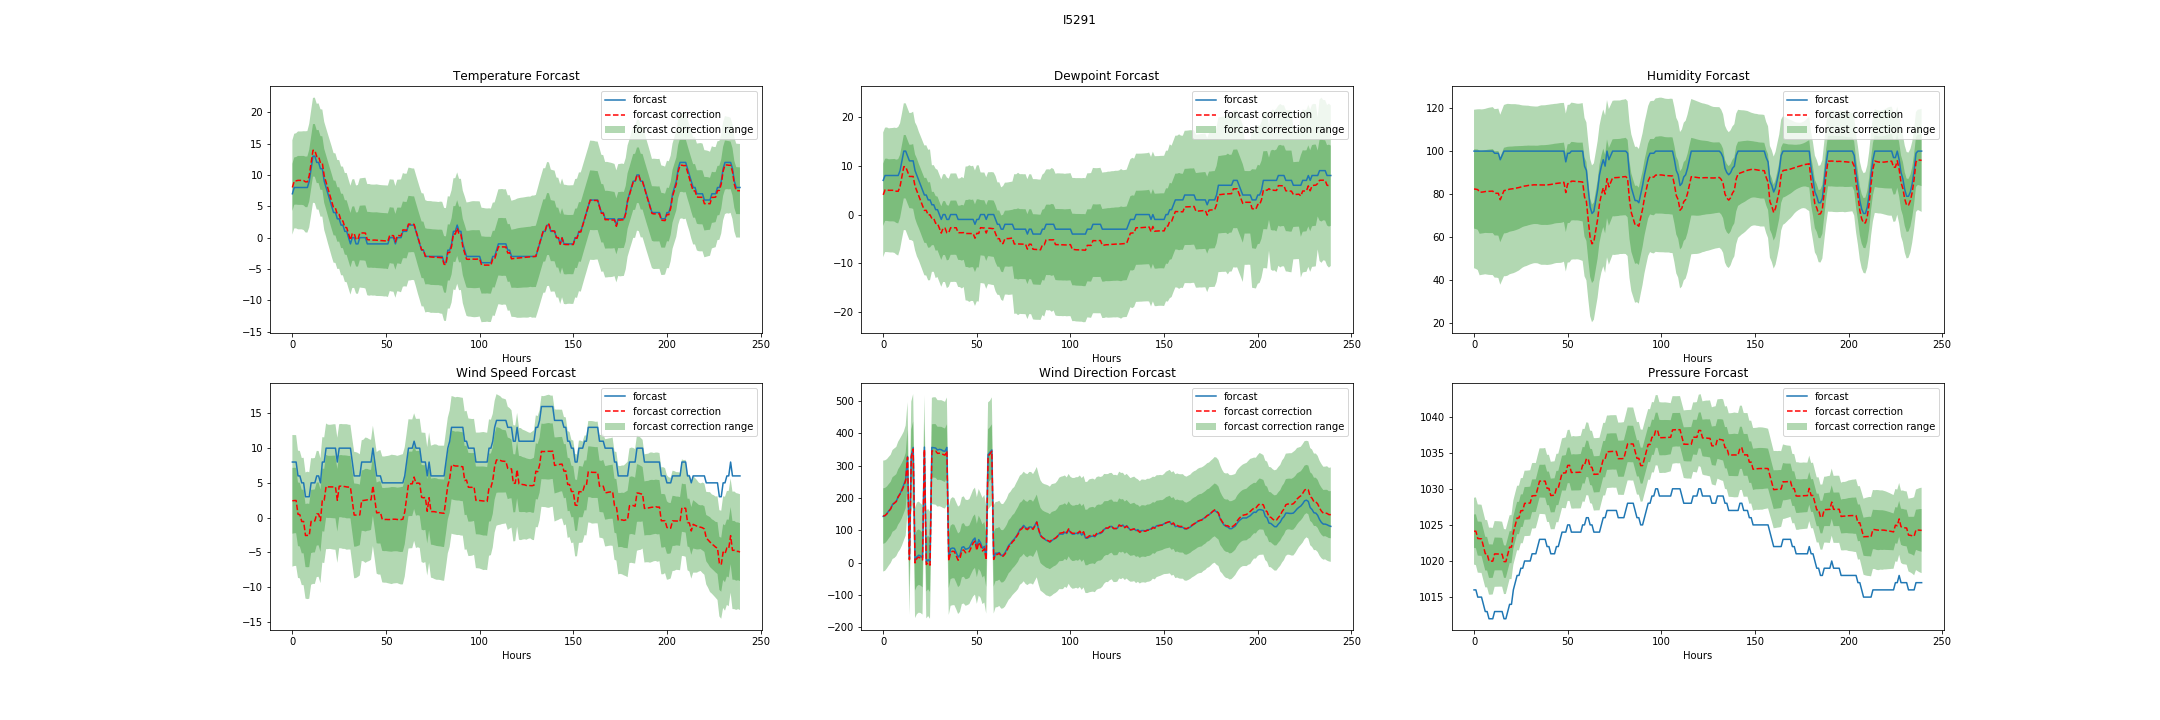 I5291
Temperature Forcast
forcast
forcast correction
forcast correction range
20
15
10
5
0
−5
−10
−15
0 50 100 150 200 250
Hours
Dewpoint Forcast
forcast
forcast correction
forcast correction range
20
10
0
−10
−20
0 50 100 150 200 250
Hours
Humidity Forcast
forcast
forcast correction
forcast correction range
120
100
80
60
40
20
0 50 100 150 200 250
Hours
Wind Speed Forcast
forcast
forcast correction
forcast correction range
15
10
5
0
−5
−10
−15
0 50 100 150 200 250
Hours
Wind Direction Forcast
forcast
forcast correction
forcast correction range
500
400
300
200
100
0
−100
−200
0 50 100 150 200 250
Hours
Pressure Forcast
forcast
forcast correction
forcast correction range
1040
1035
1030
1025
1020
1015
0 50 100 150 200 250
Hours